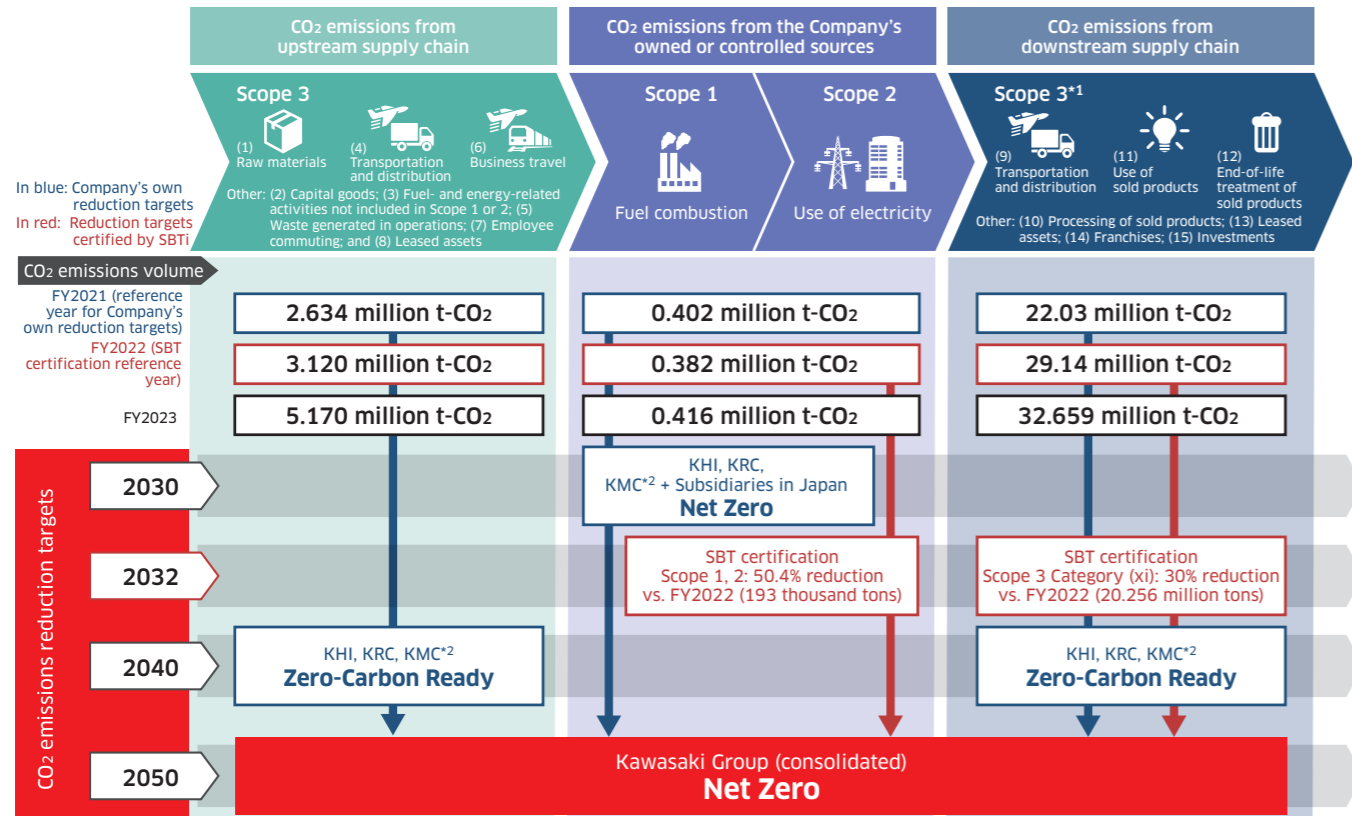 CO₂ emissions from
upstream supply chain
CO₂ emissions from the Company's
owned or controlled sources
CO₂ emissions from
downstream supply chain
Scope 3
(1)
Raw materials
(4)
Transportation
and distribution
(6)
Business travel
Other: (2) Capital goods; (3) Fuel- and energy-related
activities not included in Scope 1 or 2; (5)
Waste generated in operations; (7) Employee
commuting; and (8) Leased assets
Scope 1
Fuel combustion
Scope 2
Use of electricity
Scope 3*1
(9)
Transportation
and distribution
(11)
Use of
sold products
(12)
End-of-life
treatment of
sold products
Other: (10) Processing of sold products; (13) Leased
assets; (14) Franchises; (15) Investments
In blue: Company's own
reduction targets
In red: Reduction targets
certified by SBTi
CO₂ emissions volume
FY2021 (reference
year for Company's
own reduction targets)
2.634 million t-CO₂
0.402 million t-CO₂
22.03 million t-CO₂
FY2022 (SBT
certification reference
year)
3.120 million t-CO₂
0.382 million t-CO₂
29.14 million t-CO₂
FY2023
5.170 million t-CO₂
0.416 million t-CO₂
32.659 million t-CO₂
CO₂ emissions reduction targets
2030
KHI, KRC,
KMC*2 + Subsidiaries in Japan
Net Zero
2032
SBT certification
Scope 1, 2: 50.4% reduction
vs. FY2022 (193 thousand tons)
SBT certification
Scope 3 Category (xi): 30% reduction
vs. FY2022 (20.256 million tons)
2040
KHI, KRC, KMC*2
Zero-Carbon Ready
KHI, KRC, KMC*2
Zero-Carbon Ready
2050
Kawasaki Group (consolidated)
Net Zero